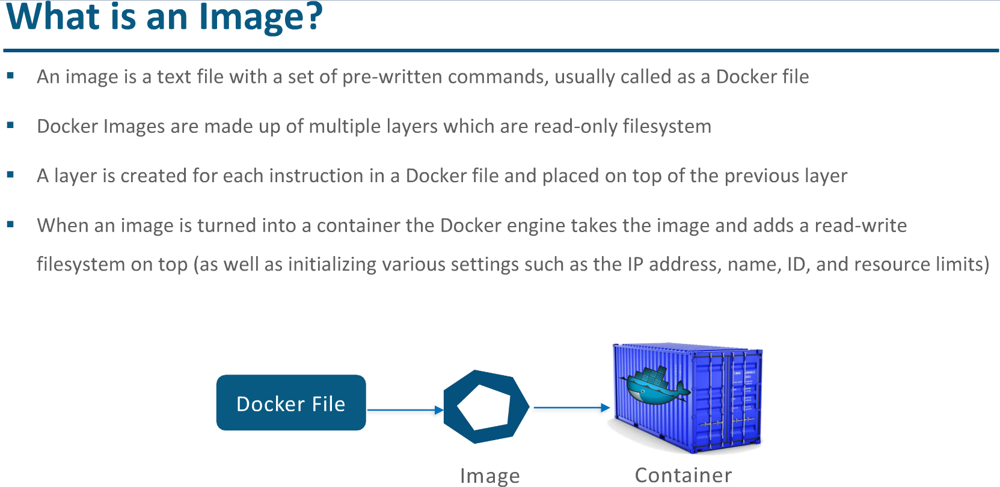 What is an Image?
An image is a text file with a set of pre-written commands, usually called as a Docker file
Docker Images are made up of multiple layers which are read-only filesystem
A layer is created for each instruction in a Docker file and placed on top of the previous layer
When an image is turned into a container the Docker engine takes the image and adds a read-write
filesystem on top (as well as initializing various settings such as the IP address, name, ID, and resource limits)
Docker File
Image
Container